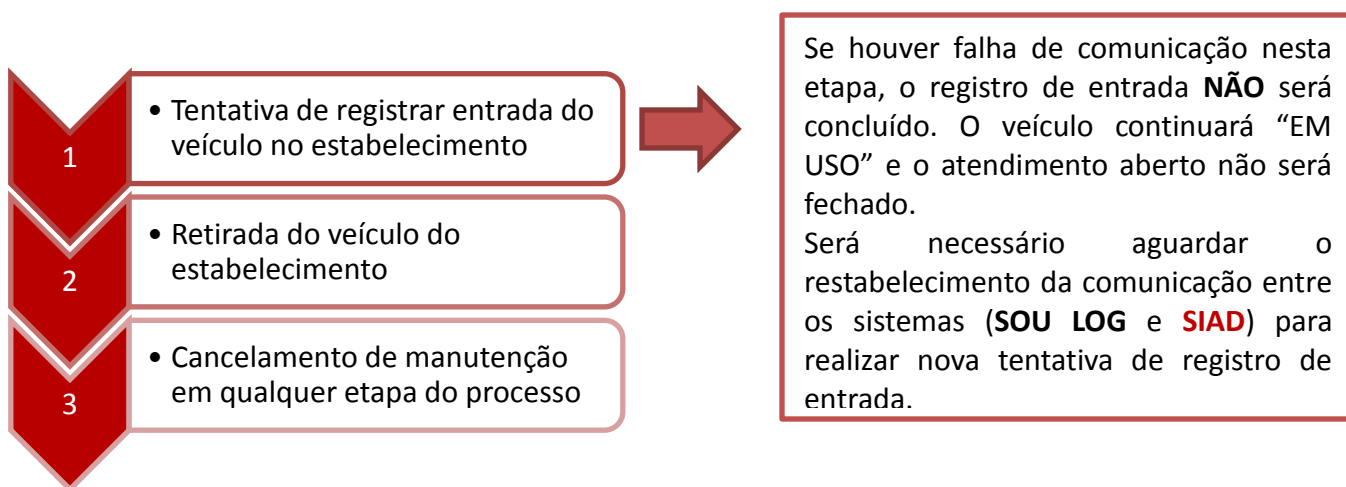 1
• Tentativa de registrar entrada do
veículo no estabelecimento
2
• Retirada do veículo do
estabelecimento
3
• Cancelamento de manutenção
em qualquer etapa do processo
Se houver falha de comunicação nesta
etapa, o registro de entrada NÃO será
concluído. O veículo continuará “EM
USO” e o atendimento aberto não será
fechado.
Será necessário aguardar o
restabelecimento da comunicação entre
os sistemas (SOU LOG e SIAD) para
realizar nova tentativa de registro de
entrada.